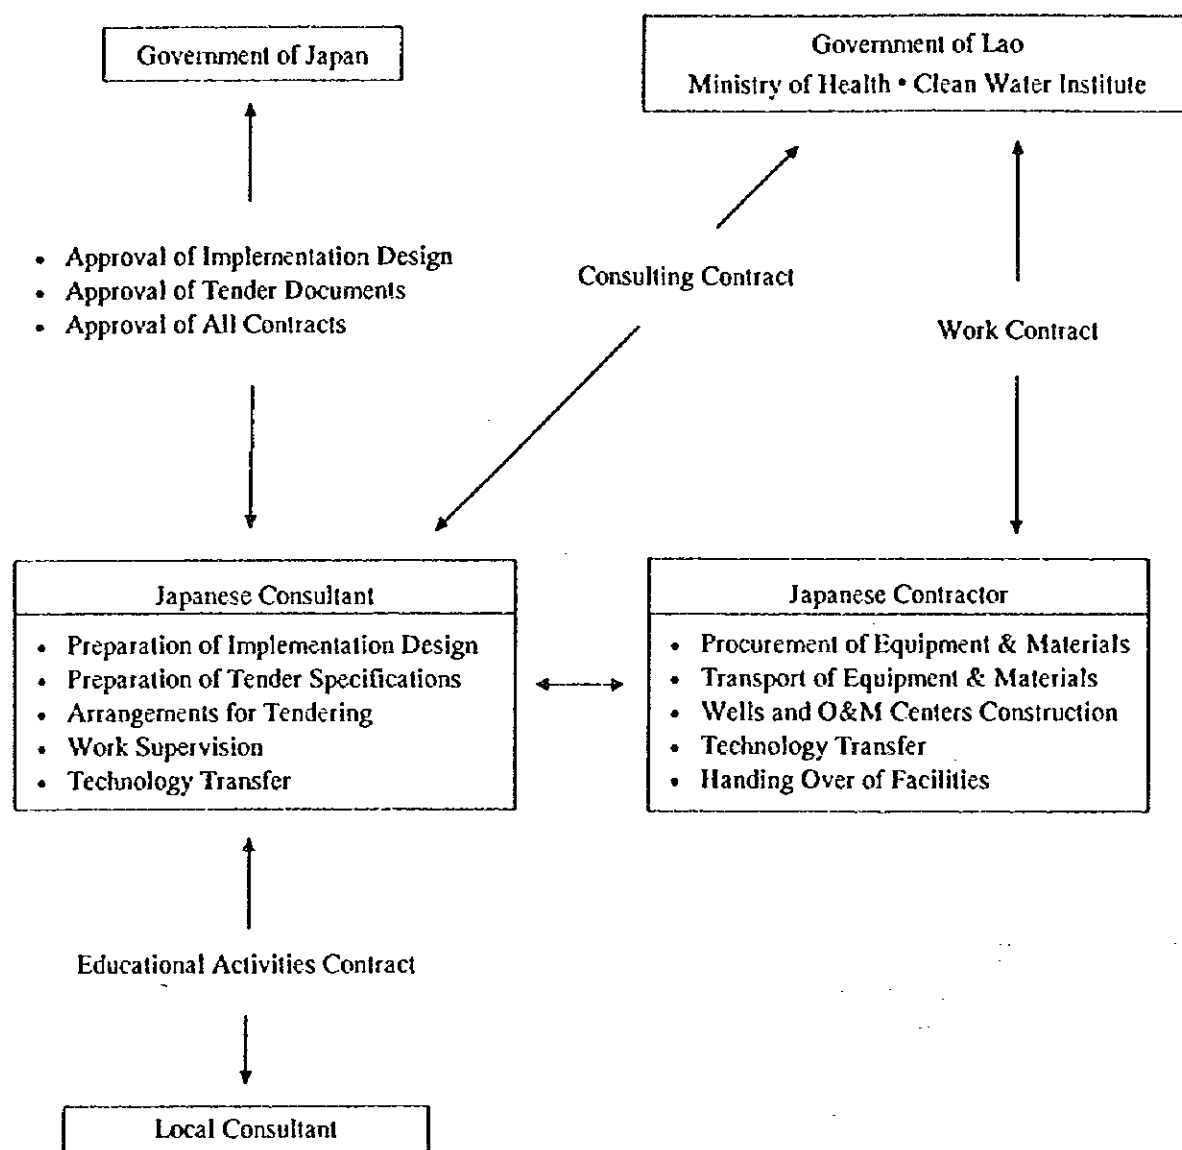 Government of Japan
Government of Lao
Ministry of Health • Clean Water Institute
• Approval of Implementation Design
• Approval of Tender Documents
• Approval of All Contracts
Consulting Contract
Work Contract
Japanese Consultant
• Preparation of Implementation Design
• Preparation of Tender Specifications
• Arrangements for Tendering
• Work Supervision
• Technology Transfer
Japanese Contractor
• Procurement of Equipment & Materials
• Transport of Equipment & Materials
• Wells and O&M Centers Construction
• Technology Transfer
• Handing Over of Facilities
Educational Activities Contract
Local Consultant